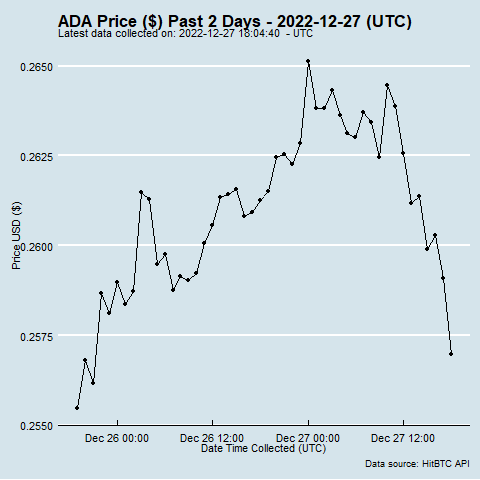 ADA Price ($) Past 2 Days - 2022-12-27 (UTC)
Latest data collected on: 2022-12-27 18:04:40 - UTC
Price USD ($)
0.2650
0.2625
0.2600
0.2575
0.2550
Dec 26 00:00 Dec 26 12:00 Dec 27 00:00 Dec 27 12:00
Date Time Collected (UTC)
Data source: HitBTC API